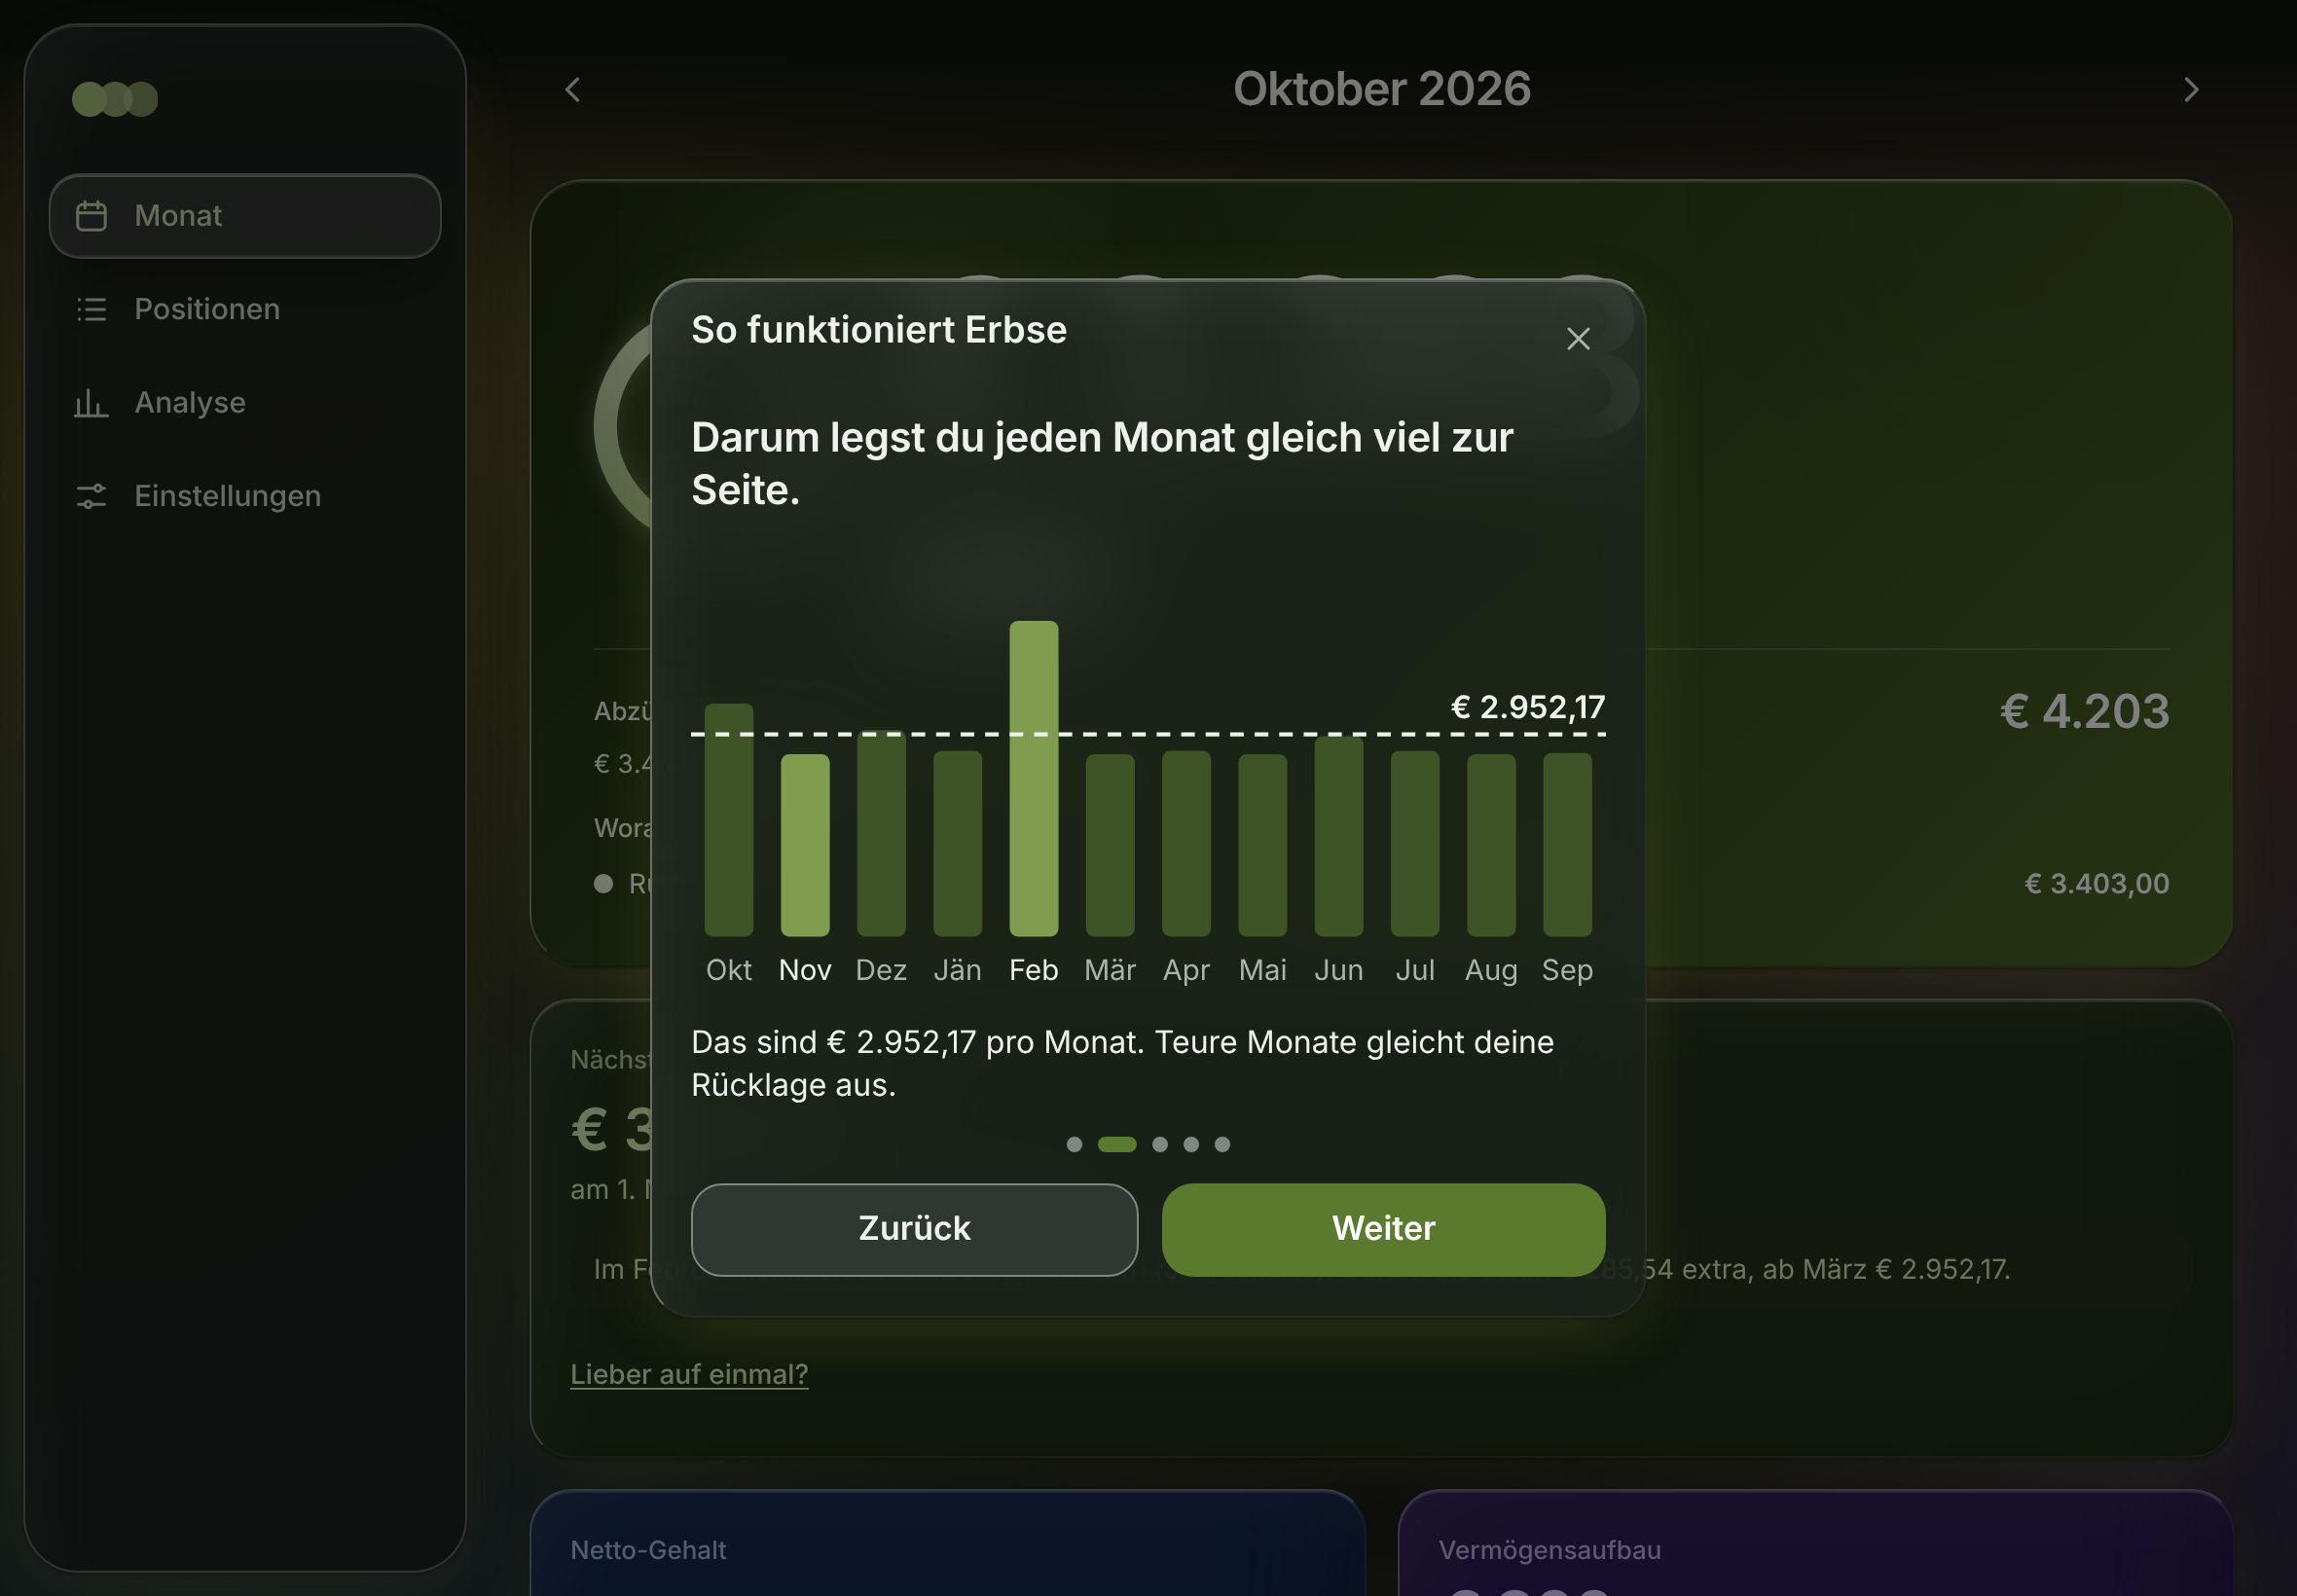 Oktober 2026
Monat
Positionen
Analyse
Einstellungen
So funktioniert Erbse
Darum legst du jeden Monat gleich viel zur
Seite.
€ 2.952,17
Okt Nov Dez Jän Feb Mär Apr Mai Jun Jul Aug Sep
Das sind € 2.952,17 pro Monat. Teure Monate gleicht deine
Rücklage aus.
Zurück
Weiter
€ 4.203
€ 3.403,00
am 1.
Im
extra, ab März € 2.952,17.
Lieber auf einmal?
Netto-Gehalt
Vermögensaufbau